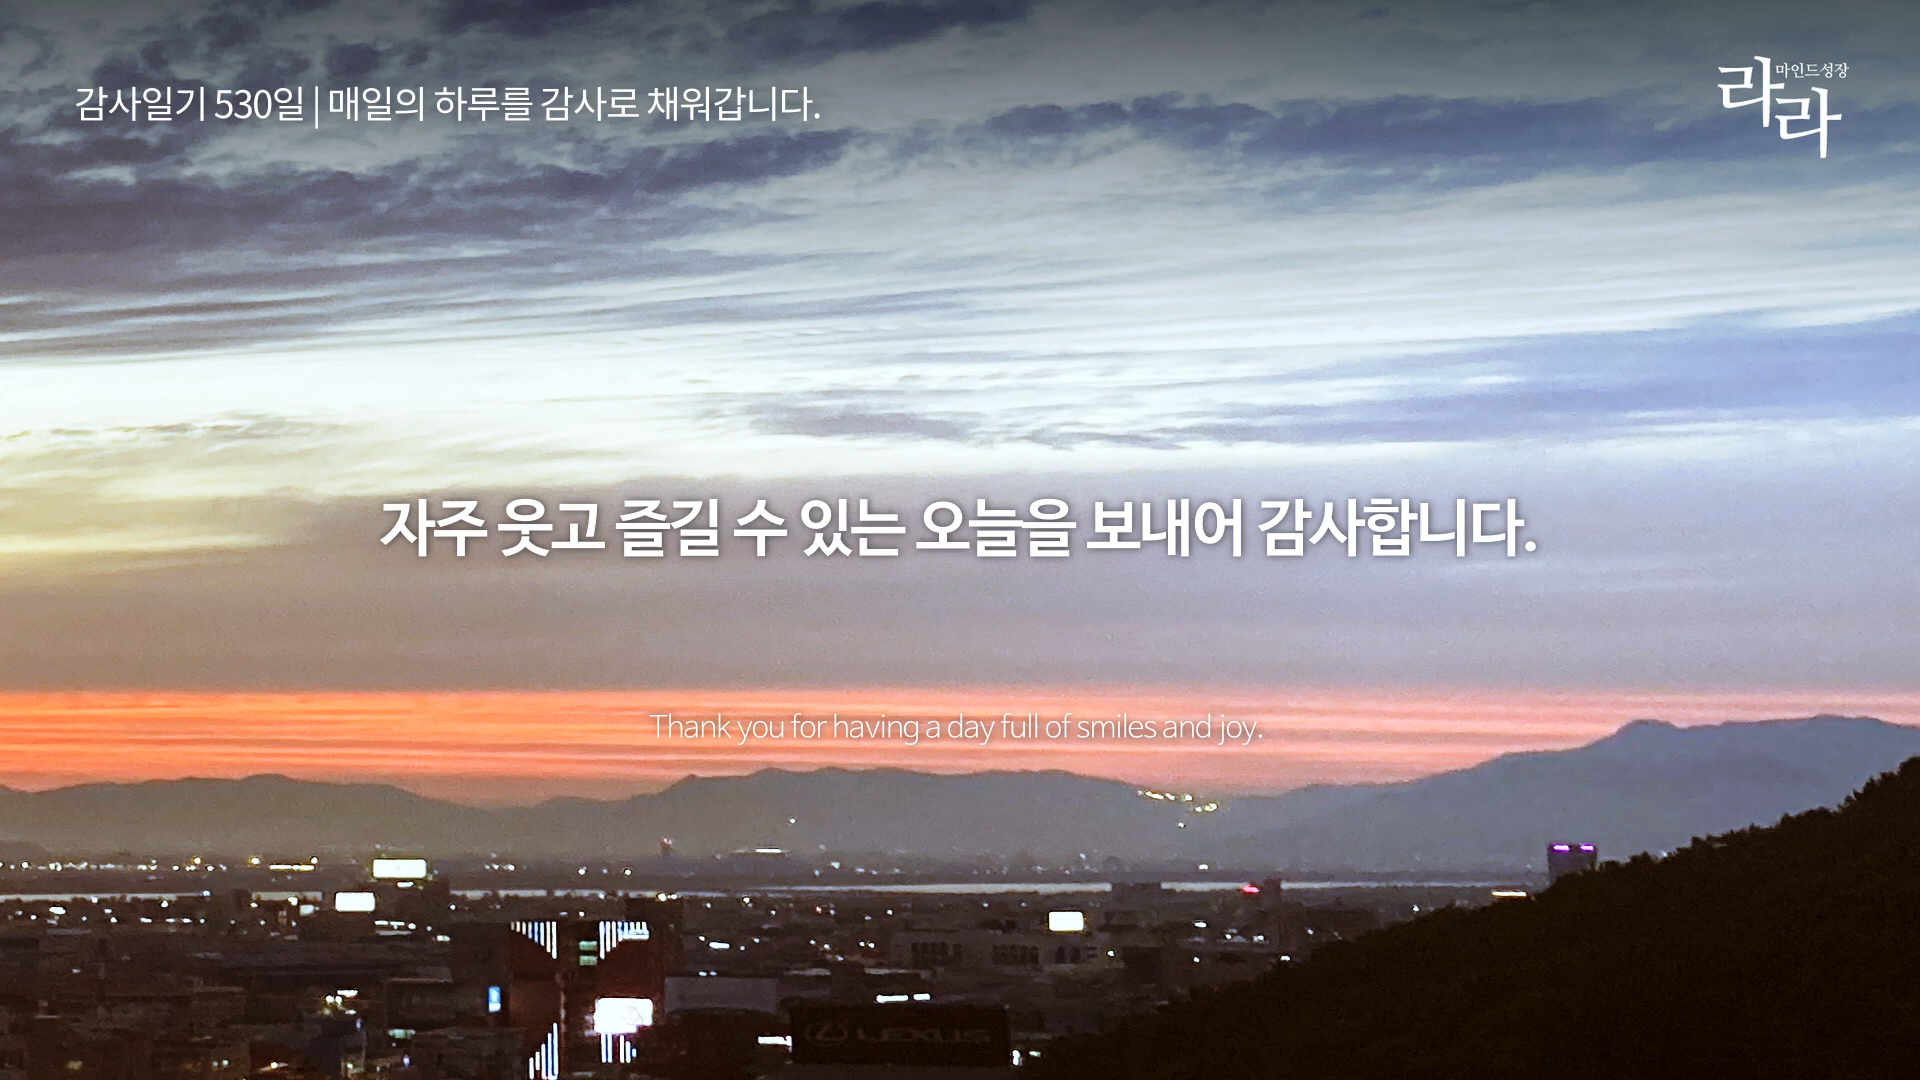 감사일기 530일 | 매일의 하루를 감사로 채워갑니다.
마인드성장
라라
자주 웃고 즐길 수 있는 오늘을 보내어 감사합니다.
Thank you for having a day full of smiles and joy.
LEXUS